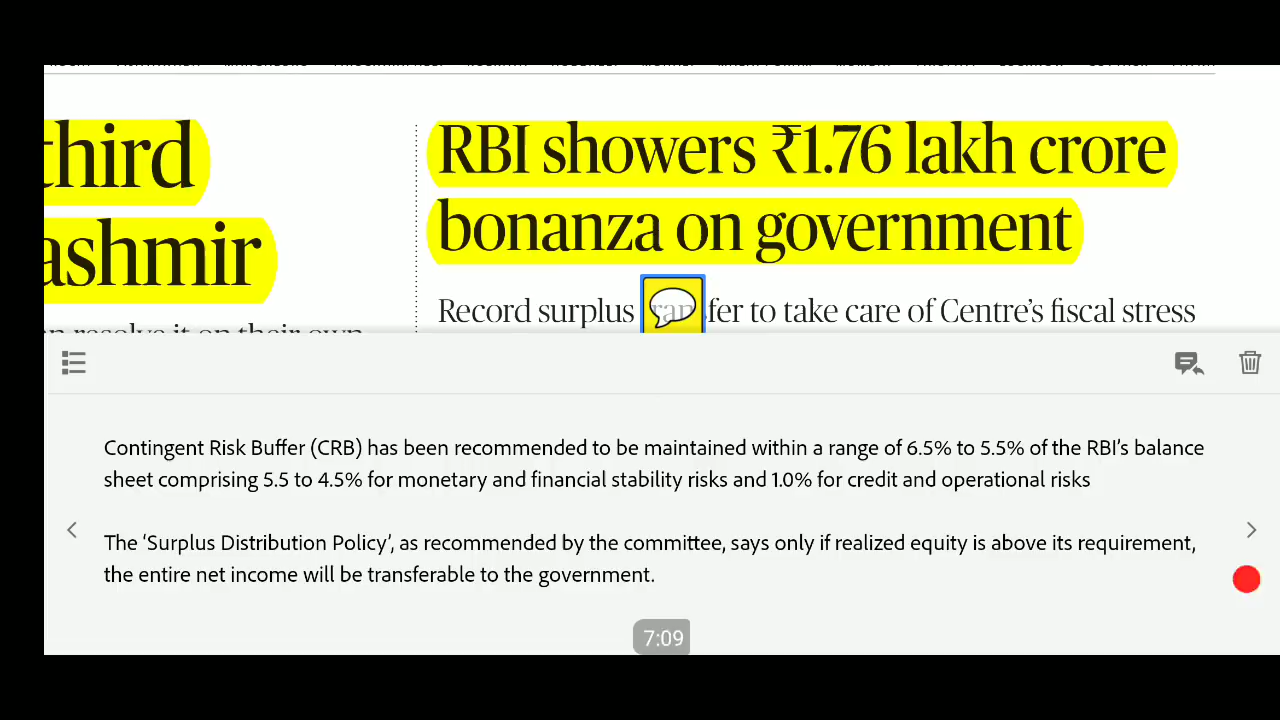 third
ashmir
RBI showers ₹1.76 lakh crore
bonanza on government
Record surplus transfer to take care of Centre's fiscal stress
Contingent Risk Buffer (CRB) has been recommended to be maintained within a range of 6.5% to 5.5% of the RBI's balance
sheet comprising 5.5 to 4.5% for monetary and financial stability risks and 1.0% for credit and operational risks
The 'Surplus Distribution Policy', as recommended by the committee, says only if realized equity is above its requirement,
the entire net income will be transferable to the government.
7:09